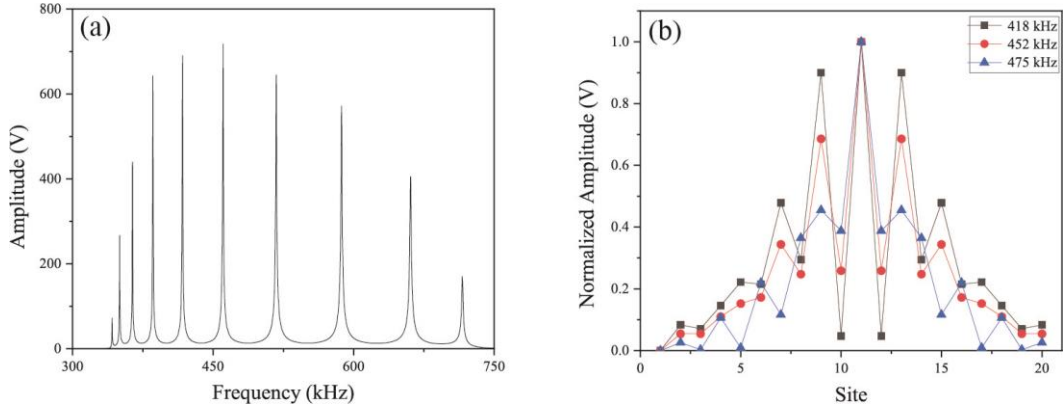 (a)
Amplitude (V)
800
600
400
200
0
300
450
600
750
Frequency (kHz)
(b)
418 kHz
452 kHz
475 kHz
Normalized Amplitude (V)
1.0
0.8
0.6
0.4
0.2
0.0
0
5
10
15
20
Site